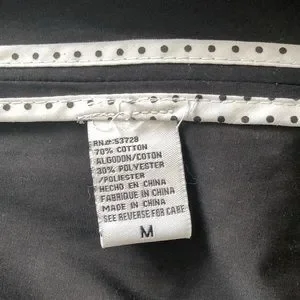 RN#:53728
70% COTTON
ALGODON/COTON
30% POLYESTER
/POLIESTER
HECHO EN CHINA
FABRIQUE IN CHINA
MADE IN CHINA
SEE REVERSE FOR CARE
M